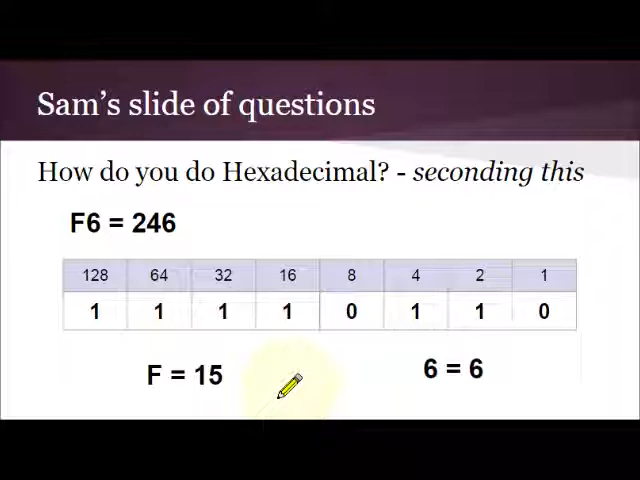 Sam's slide of questions
How do you do Hexadecimal? - seconding this
F6 = 246
128 64 32 16 8 4 2 1
1 1 1 1 0 1 1 0
F = 15 6 = 6